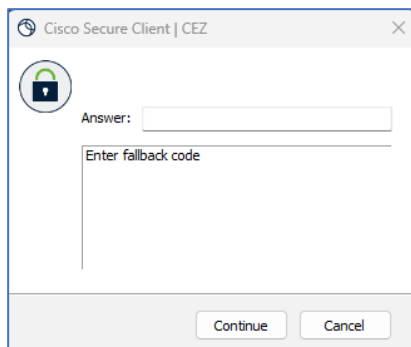 Cisco Secure Client | CEZ
Answer:
Enter fallback code
Continue Cancel